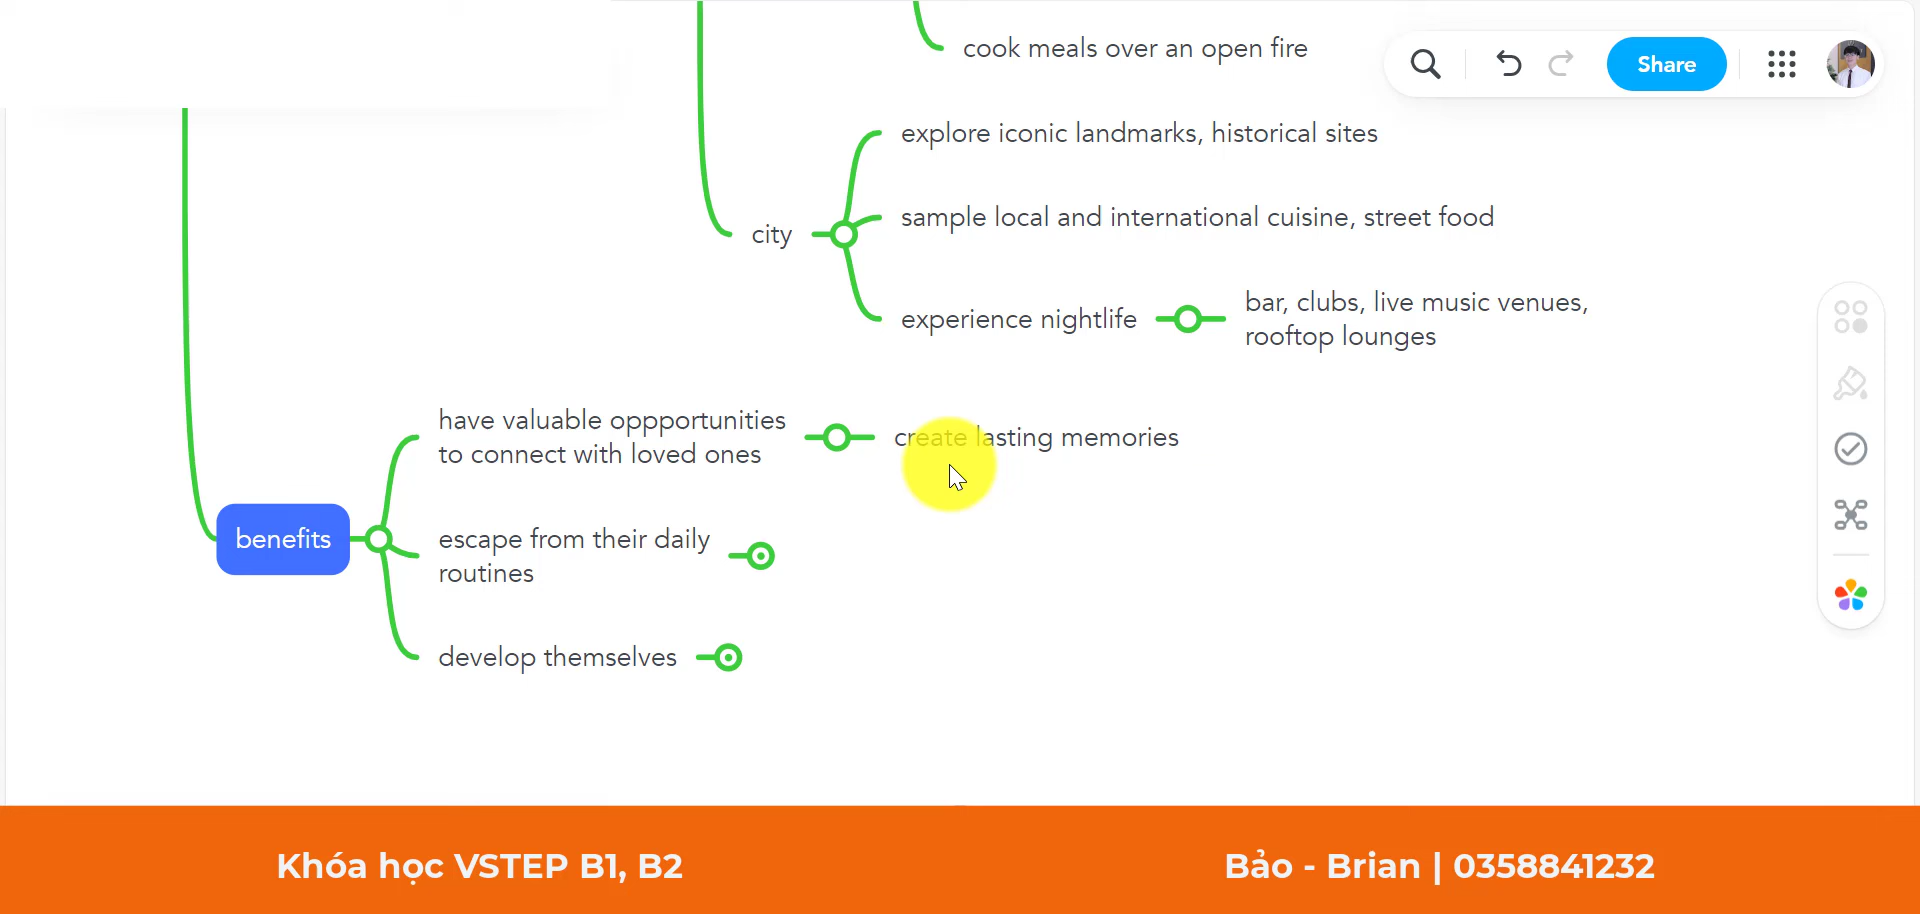 cook meals over an open fire
Share
explore iconic landmarks, historical sites
sample local and international cuisine, street food
city
experience nightlife
bar, clubs, live music venues,
rooftop lounges
have valuable oppportunities
to connect with loved ones
create lasting memories
benefits
escape from their daily
routines
develop themselves
Khóa học VSTEP B1, B2
Bảo - Brian | 0358841232